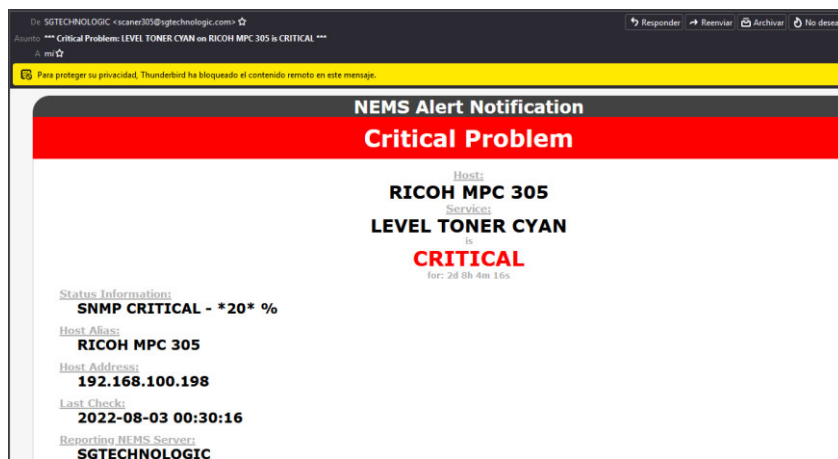 De SGTECHNOLOGIC <scaner305@sgtechnologic.com>
Responder Reenviar Archivar No desea
Asunto *** Critical Problem: LEVEL TONER CYAN on RICOH MPC 305 is CRITICAL ***
A mí
Para proteger su privacidad, Thunderbird ha bloqueado el contenido remoto en este mensaje.
NEMS Alert Notification
Critical Problem
Host:
RICOH MPC 305
Service:
LEVEL TONER CYAN
is
CRITICAL
for: 2d 8h 4m 16s
Status Information:
SNMP CRITICAL - *20* %
Host Alias:
RICOH MPC 305
Host Address:
192.168.100.198
Last Check:
2022-08-03 00:30:16
Reporting NEMS Server:
SGTECHNOLOGIC